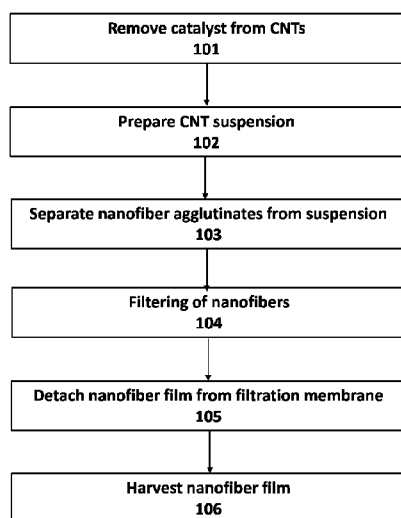 Remove catalyst from CNTs
101
Prepare CNT suspension
102
Separate nanofiber agglutinates from suspension
103
Filtering of nanofibers
104
Detach nanofiber film from filtration membrane
105
Harvest nanofiber film
106